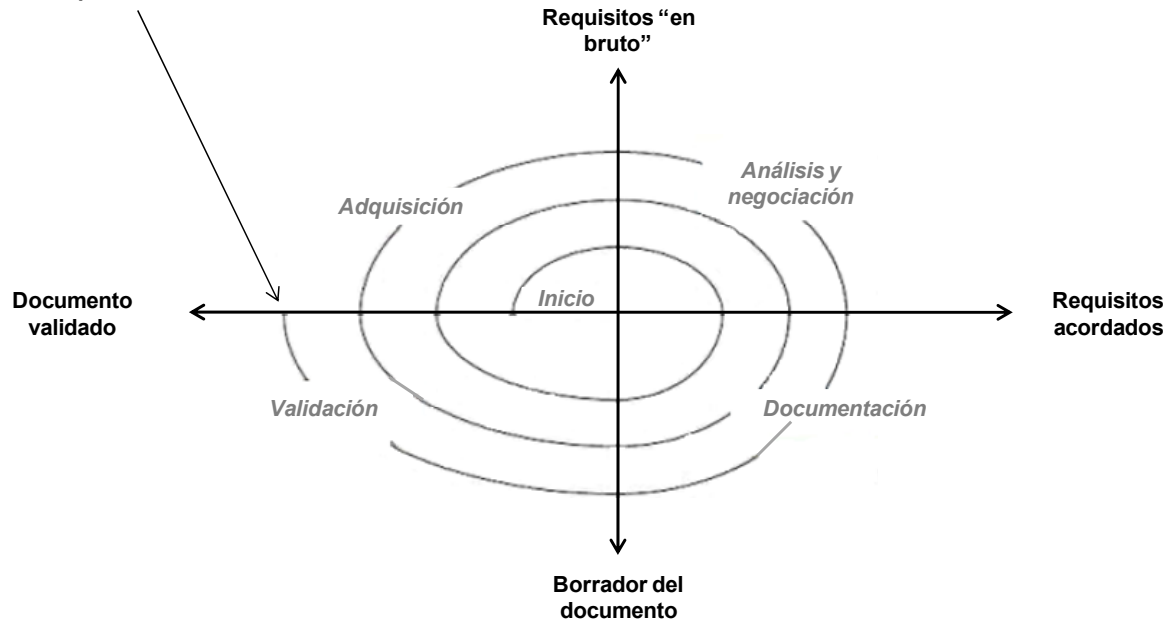 Requisitos “en
bruto”
Análisis y
negociación
Adquisición
Inicio
Documento
validado
Requisitos
acordados
Validación
Documentación
Borrador del
documento